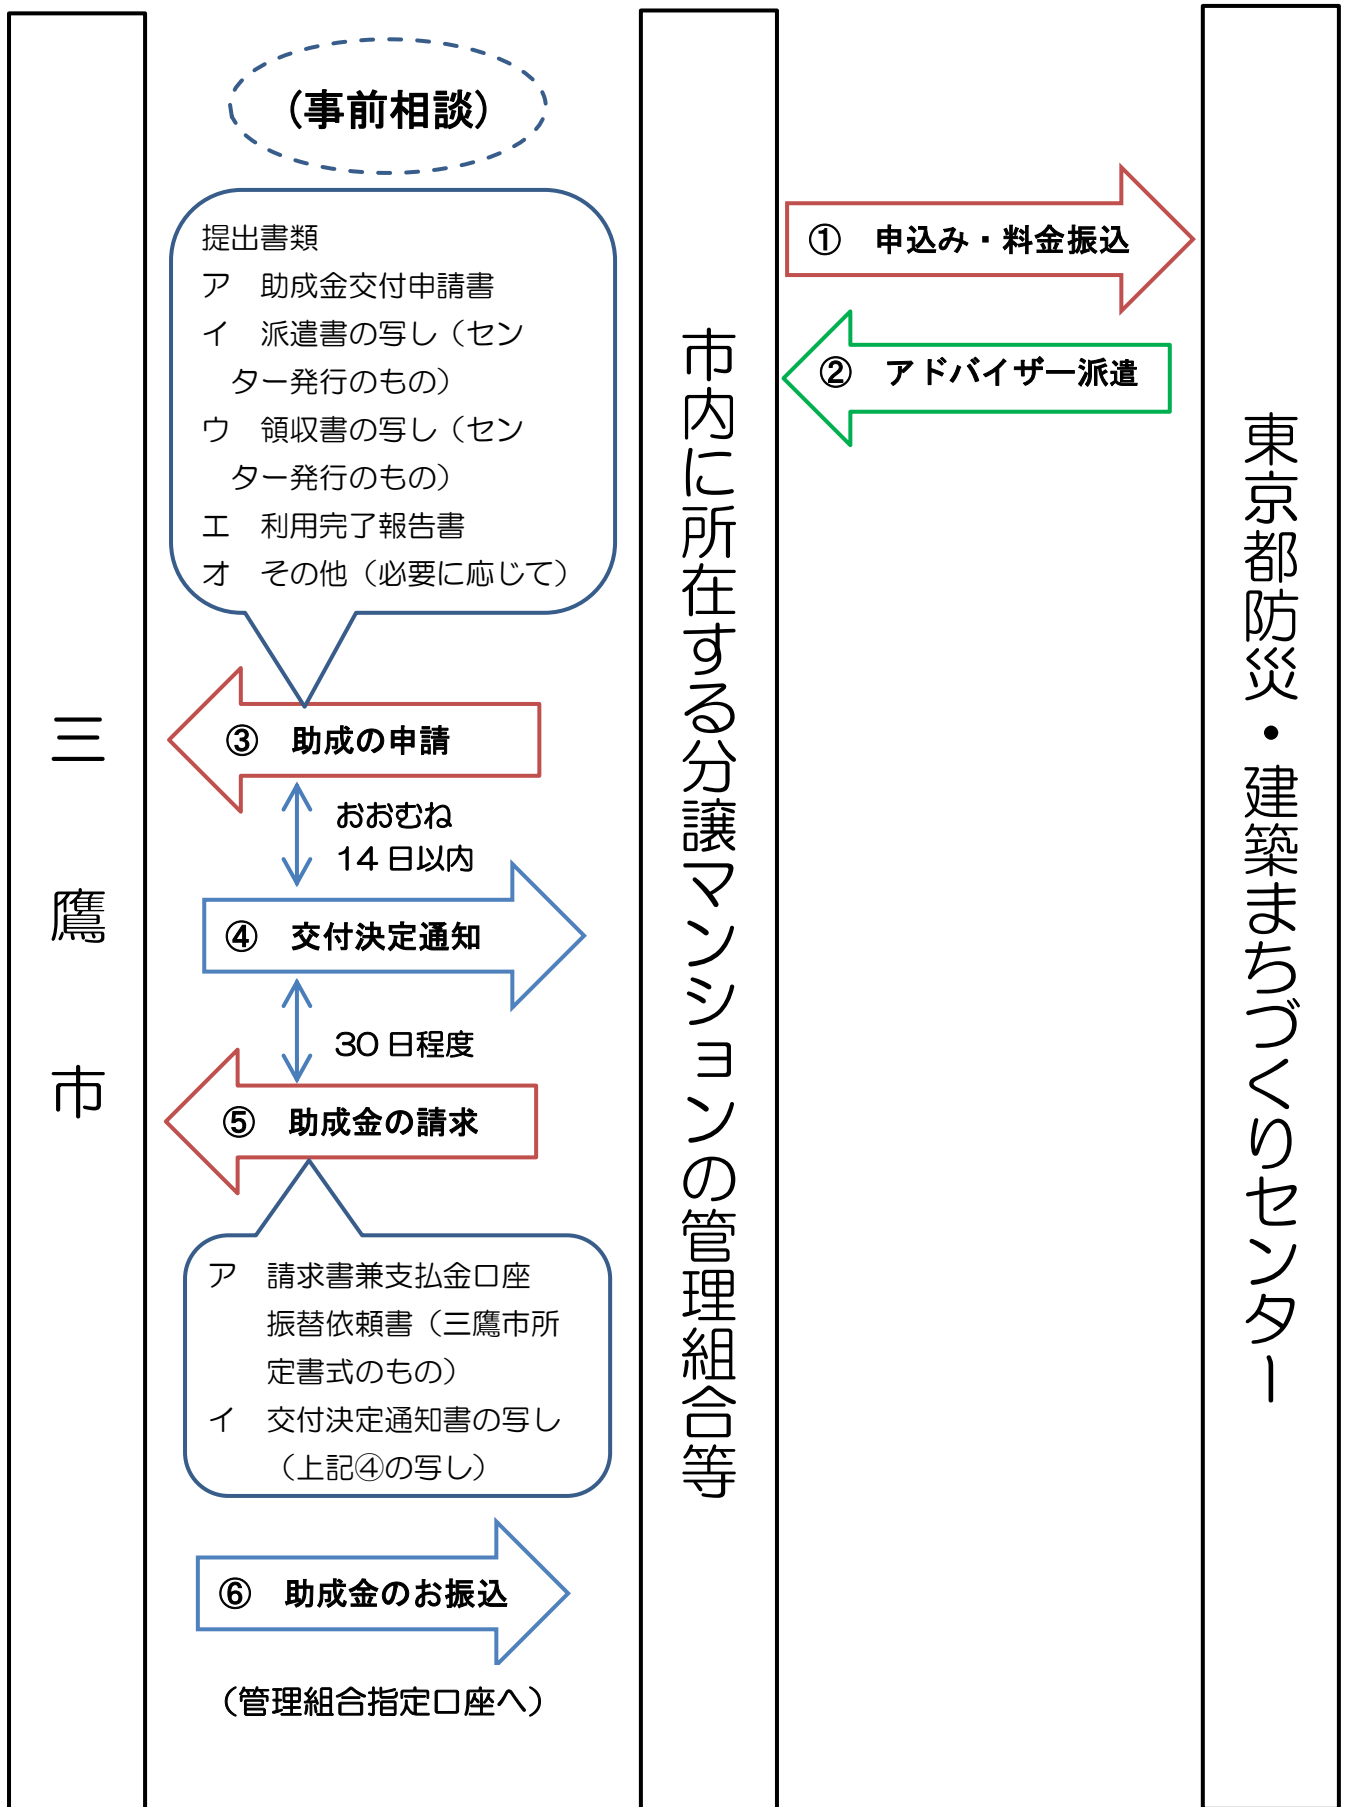 三鷹市
(事前相談)
提出書類
ア　助成金交付申請書
イ　派遣書の写し（セン
ター発行のもの）
ウ　領収書の写し（セン
ター発行のもの）
エ　利用完了報告書
オ　その他（必要に応じて）
③　助成の申請
おおむね
14日以内
④　交付決定通知
30日程度
⑤　助成金の請求
ア　請求書兼支払金口座
振替依頼書（三鷹市所
定書式のもの）
イ　交付決定通知書の写し
（上記④の写し）
⑥　助成金のお振込
（管理組合指定口座へ）
市内に所在する分譲マンションの管理組合等
①　申込み・料金振込
②　アドバイザー派遣
東京都防災・建築まちづくりセンター